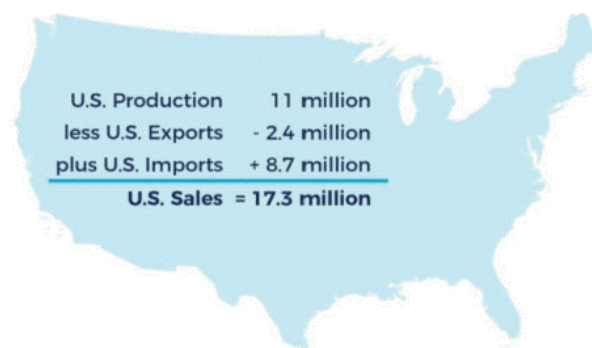 U.S. Production 11 million
less U.S. Exports - 2.4 million
plus U.S. Imports + 8.7 million
U.S. Sales = 17.3 million